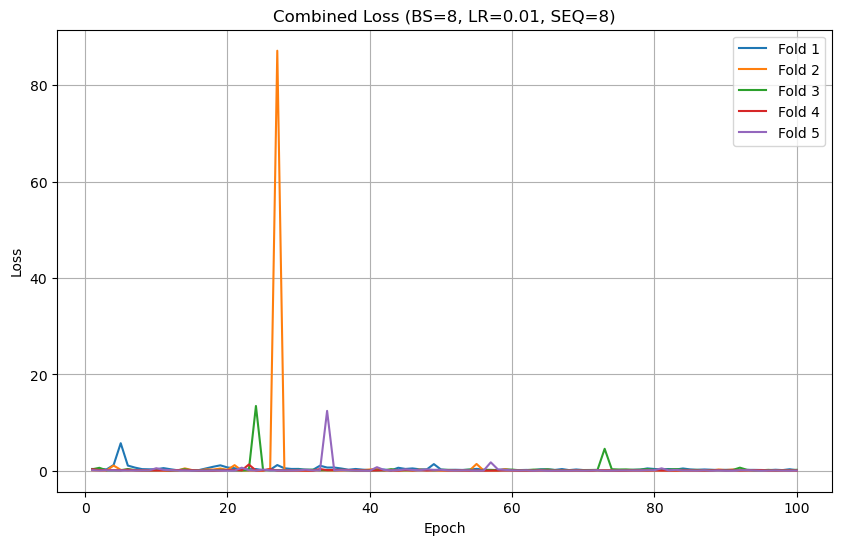 Combined Loss (BS=8, LR=0.01, SEQ=8)
Fold 1
Fold 2
Fold 3
Fold 4
Fold 5
Loss
80
60
40
20
0
0 20 40 60 80 100
Epoch